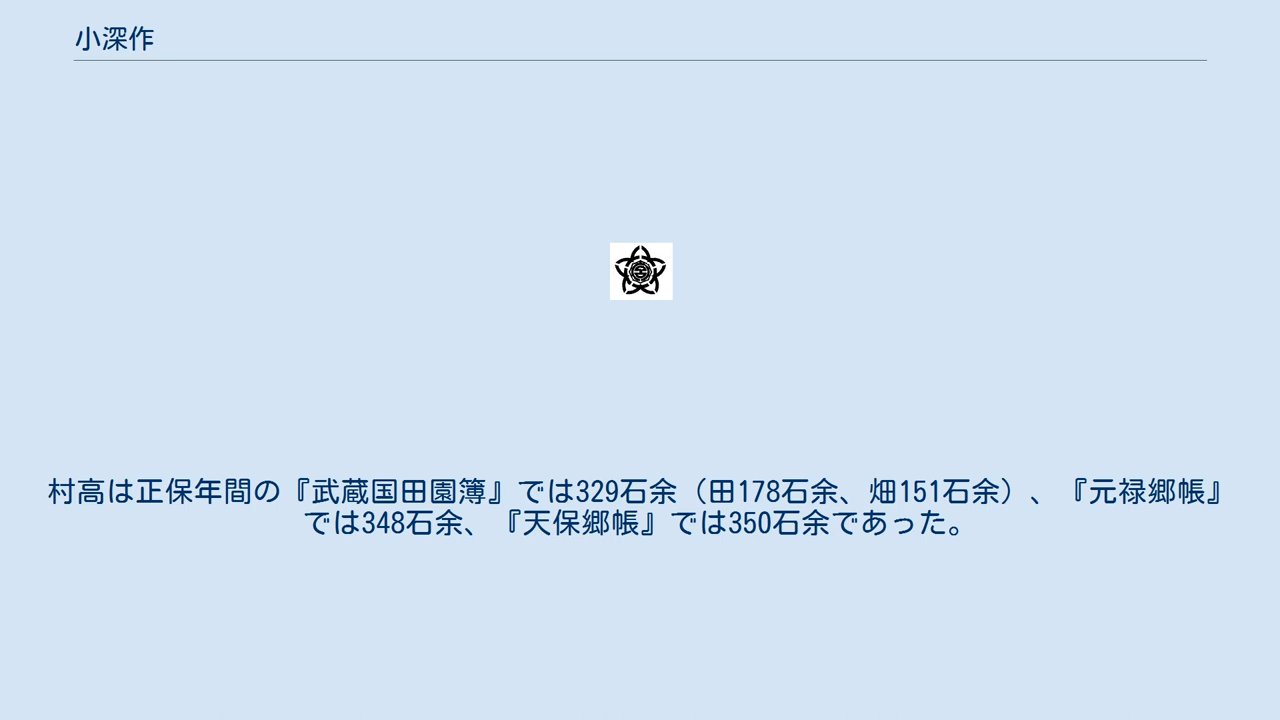 小深作
村高は正保年間の『武蔵国田園簿』では329石余（田178石余、畑151石余）、『元禄郷帳』
では348石余、『天保郷帳』では350石余であった。